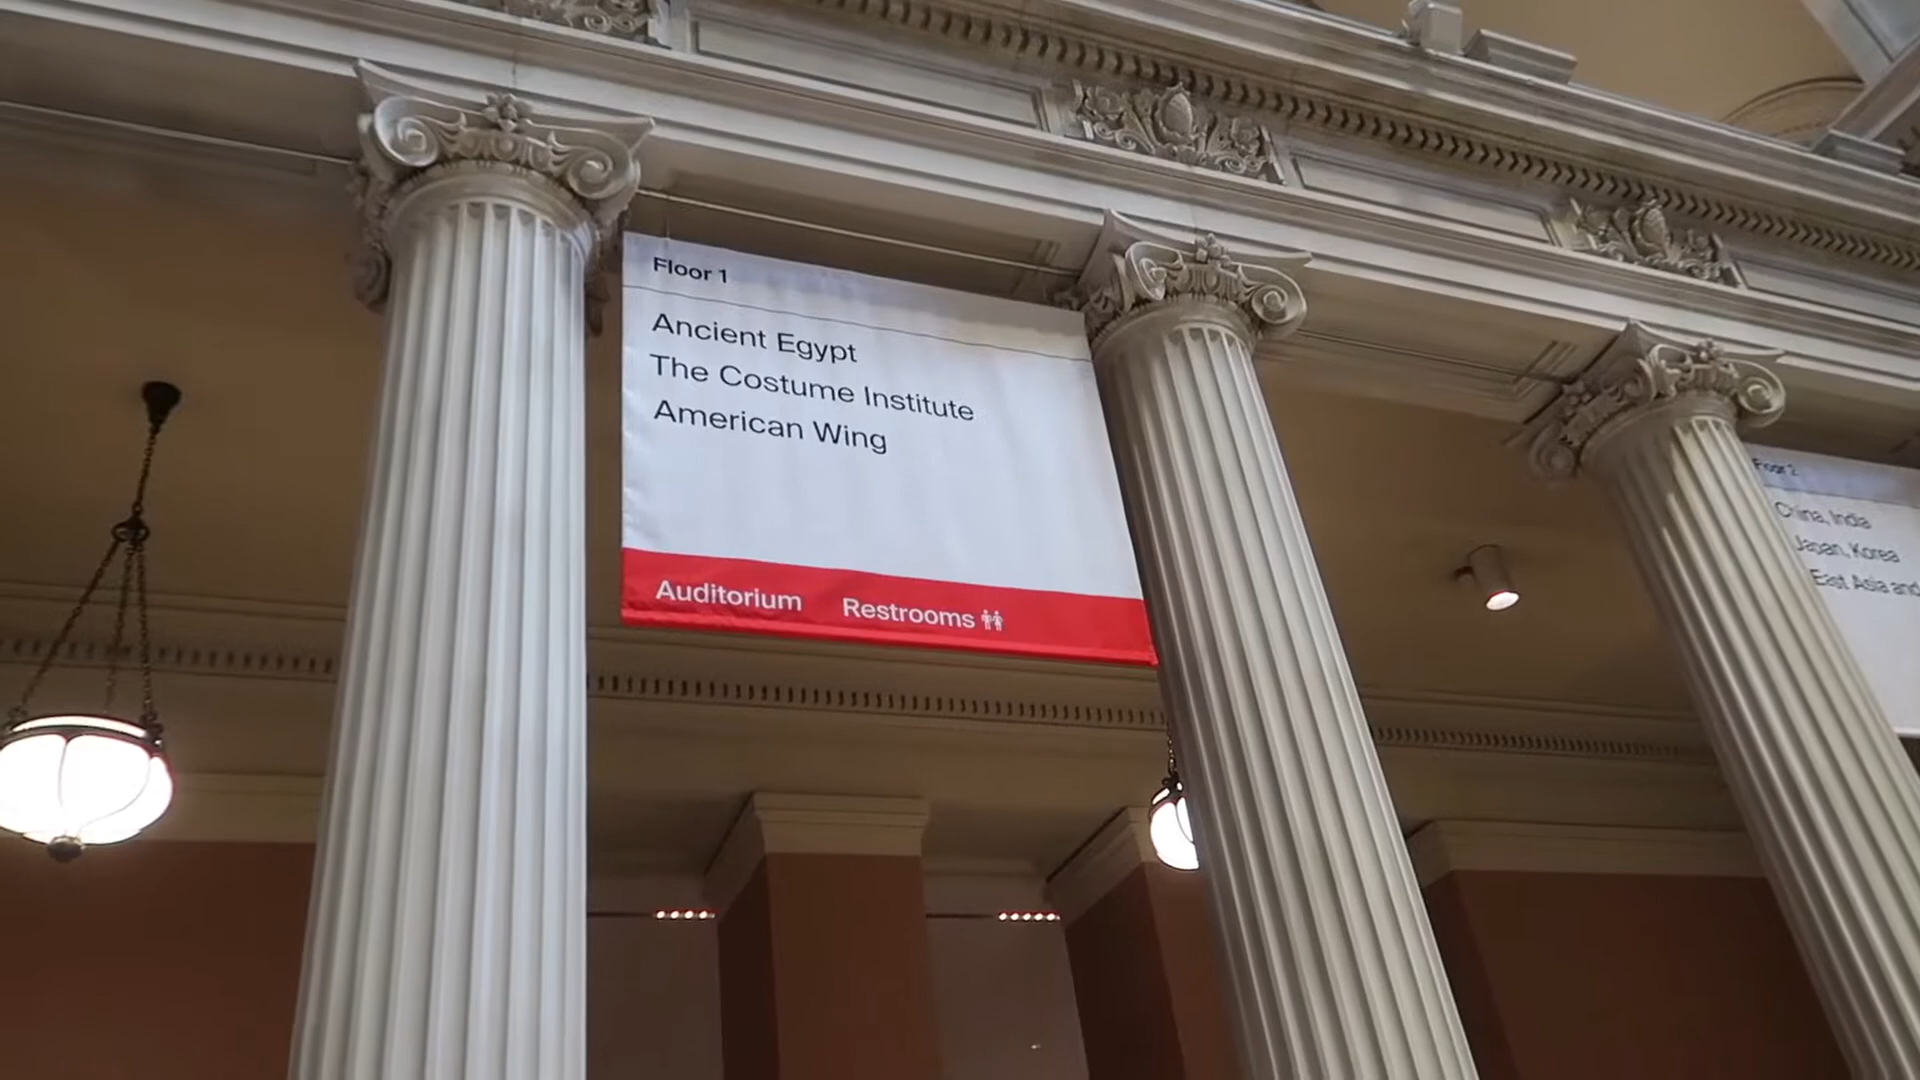 Floor 1
Ancient Egypt
The Costume Institute
American Wing
Auditorium Restrooms
Floor 2
China, India
Japan, Korea
East Asia and